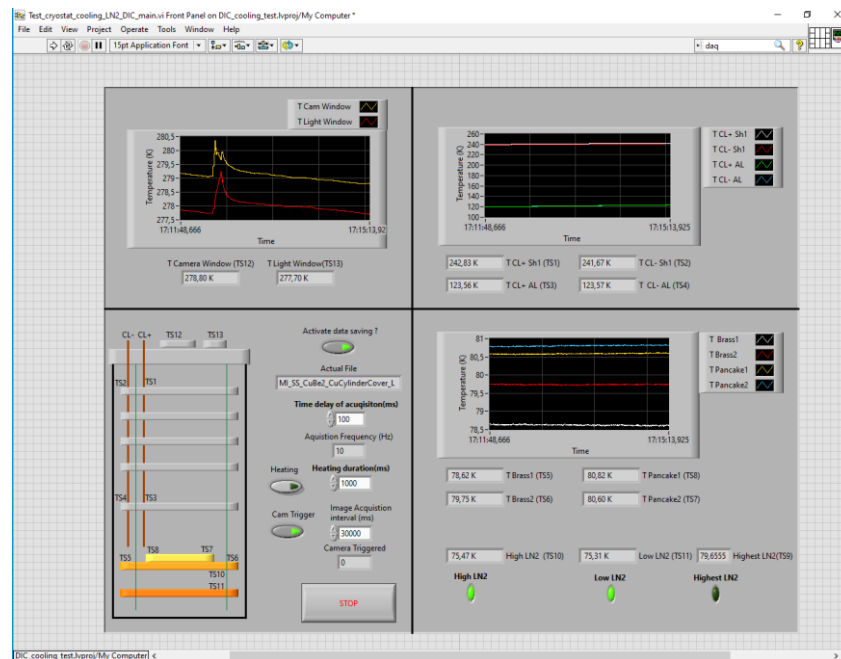 Test_cryostat_cooling_LN2_DIC_main.vi Front Panel on DIC_cooling_test.lvproj/My Computer *
File Edit View Project Operate Tools Window Help
15pt Application Font
daq
T Cam Window
T Light Window
Temperature (K)
280,5
280
279,5
279
278,5
278
277,5
17:11:48,666
17:15:13,92
Time
T Camera Window (TS12) T Light Window(TS13)
278,80 K 277,70 K
T CL+ Sh1
T CL- Sh1
T CL+ AL
T CL- AL
Temperature (K)
260
240
220
200
180
160
140
120
100
17:11:48,666
17:15:13,925
Time
242,83 K T CL+ Sh1 (TS1) 241,67 K T CL- Sh1 (TS2)
123,56 K T CL+ AL (TS3) 123,57 K T CL- AL (TS4)
CL- CL+ TS12 TS13
TS2 TS1
TS4 TS3
TS5 TS8 TS7 TS6
TS10
TS11
Activate data saving ?
Actual File
MI_SS_CuBe2_CuCylinderCover_L
Time delay of acuqisiton(ms)
100
Aquistion Frequency (Hz)
10
Heating
Heating duration(ms)
1000
Cam Trigger
Image Acqustion
interval (ms)
30000
Camera Triggered
0
STOP
T Brass1
T Brass2
T Pancake1
T Pancake2
Temperature (K)
81
80,5
80
79,5
79
78,5
17:11:48,666
17:15:13,925
Time
78,62 K T Brass1 (TS5) 80,82 K T Pancake1 (TS8)
79,75 K T Brass2 (TS6) 80,60 K T Pancake2 (TS7)
75,47 K High LN2 (TS10) 75,31 K Low LN2 (TS11) 79,6555 Highest LN2(TS9)
High LN2 Low LN2 Highest LN2
DIC_cooling_test.lvproj/My Computer